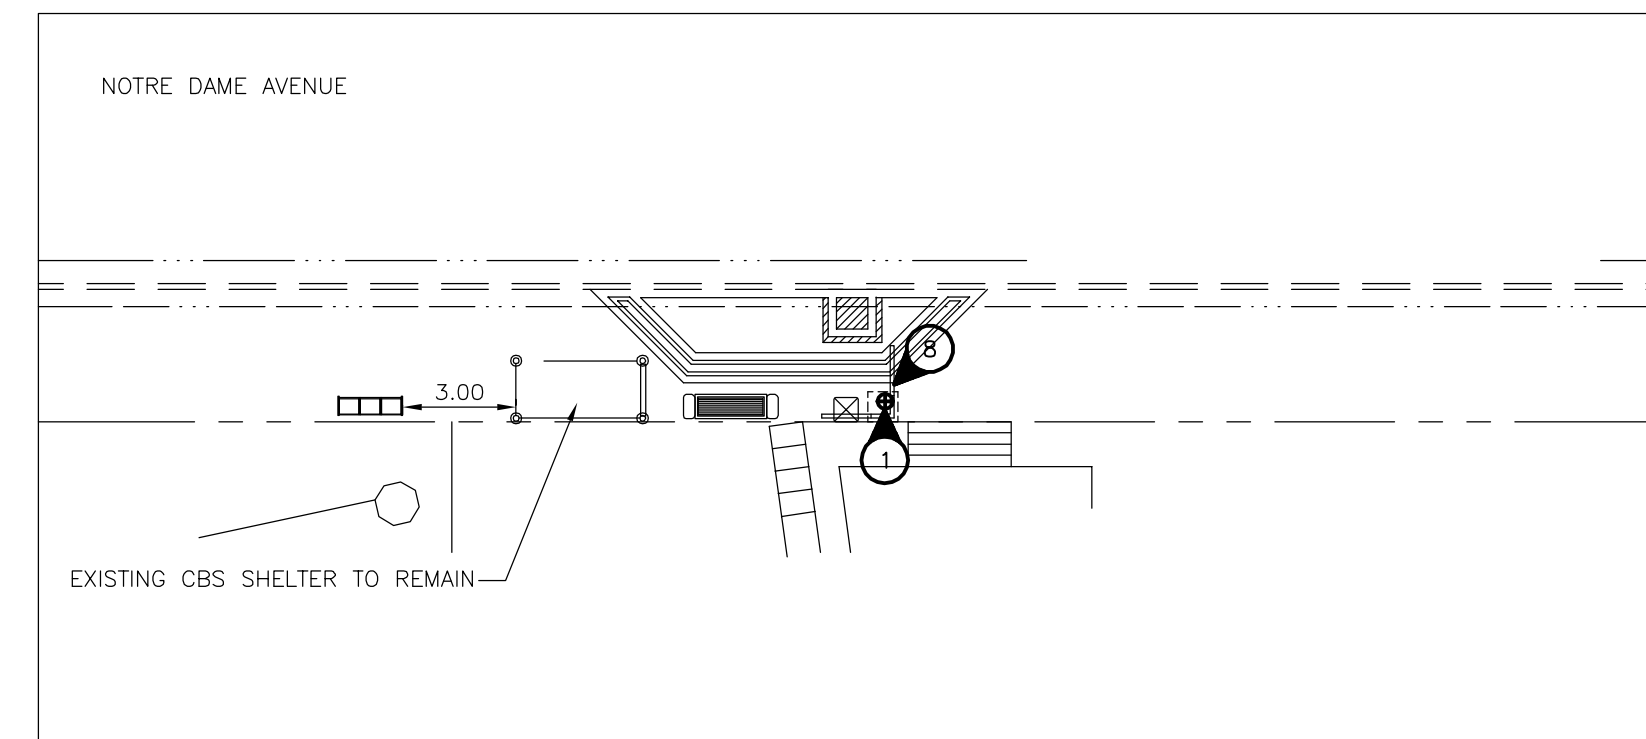 NOTRE DAME AVENUE
8
3.00
1
EXISTING CBS SHELTER TO REMAIN